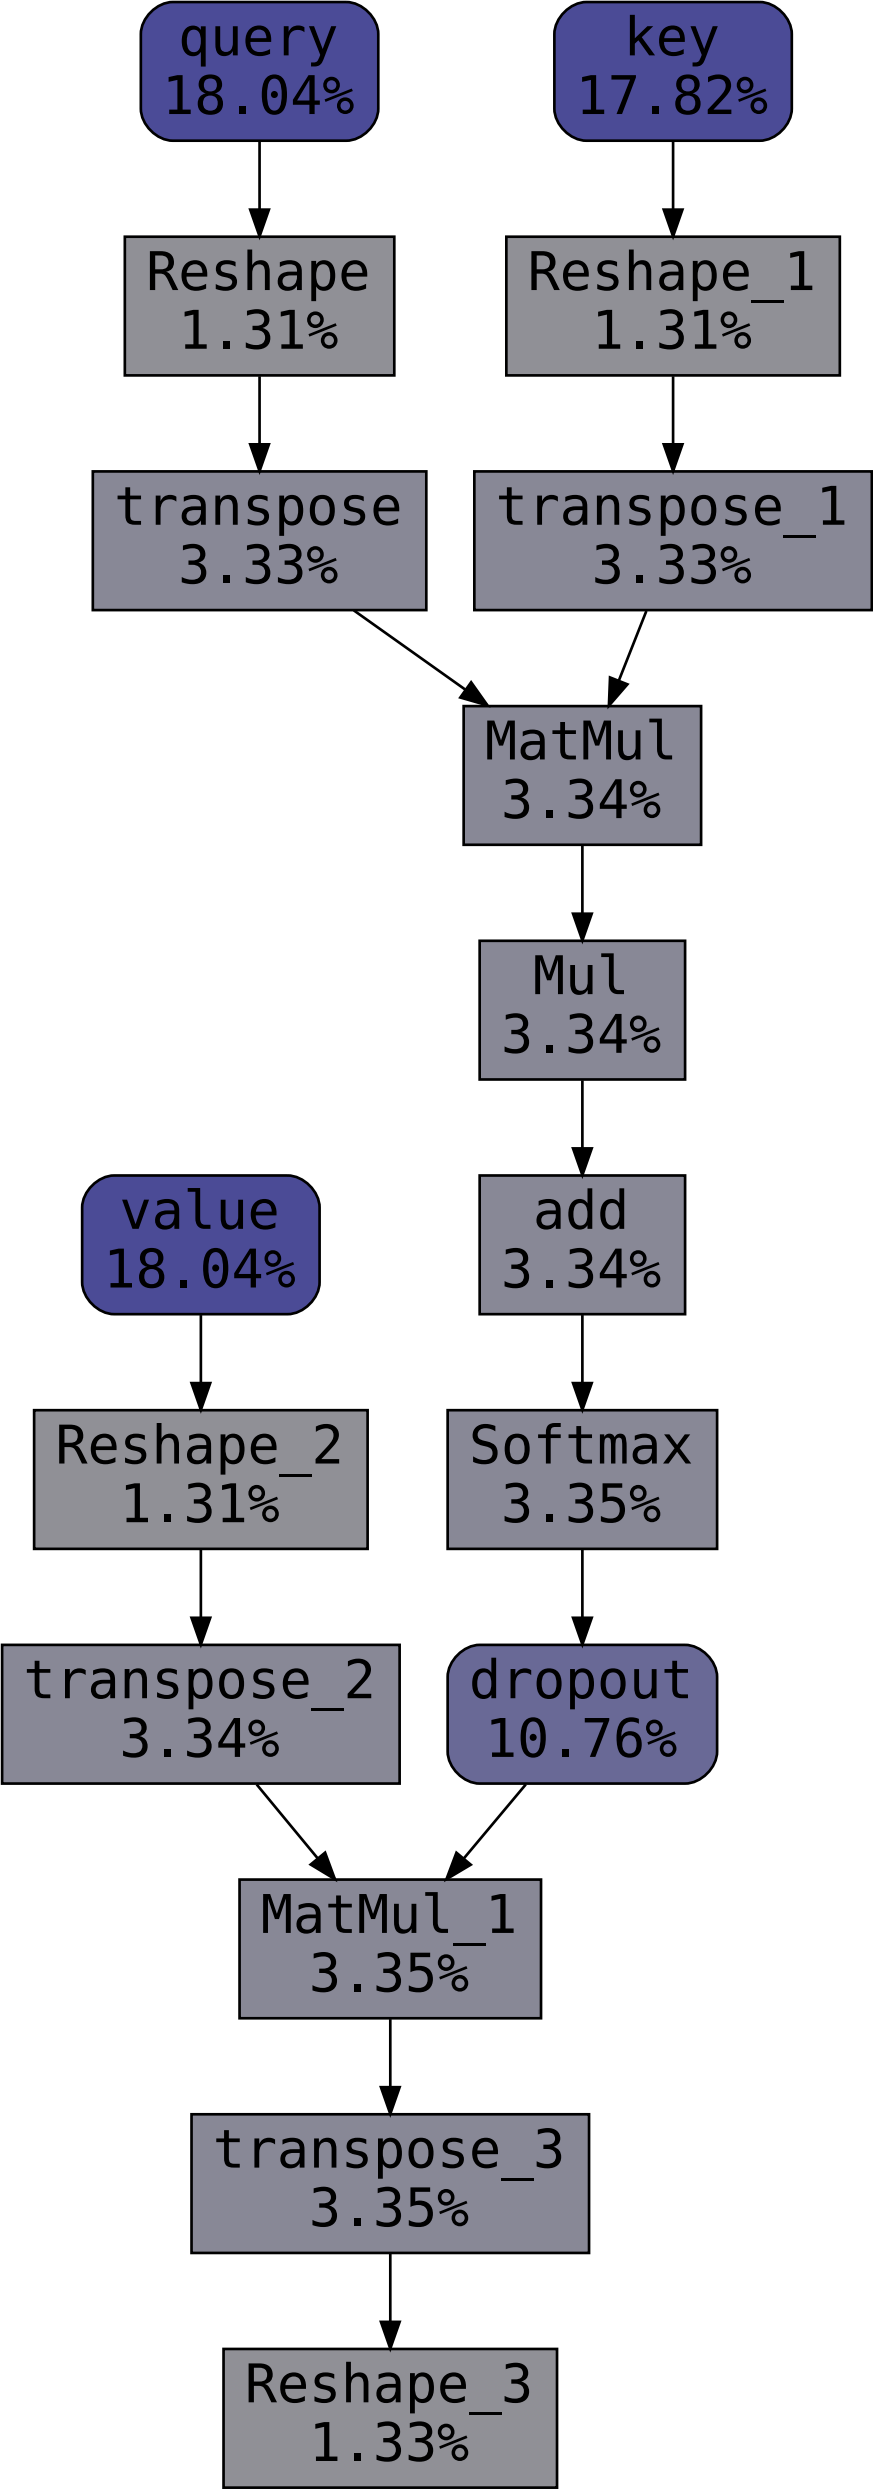 query
18.04%
key
17.82%
Reshape
1.31%
Reshape_1
1.31%
transpose
3.33%
transpose_1
3.33%
MatMul
3.34%
Mul
3.34%
value
18.04%
add
3.34%
Reshape_2
1.31%
Softmax
3.35%
transpose_2
3.34%
dropout
10.76%
MatMul_1
3.35%
transpose_3
3.35%
Reshape_3
1.33%